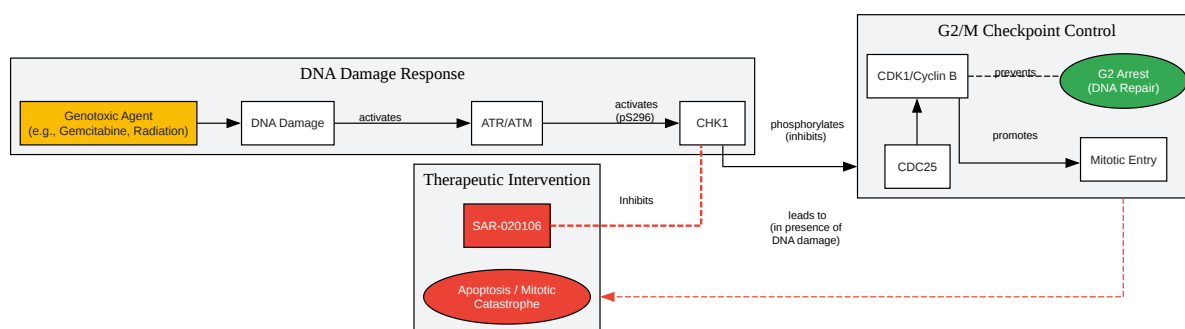 G2/M Checkpoint Control
DNA Damage Response
Genotoxic Agent
(e.g., Gemcitabine, Radiation)
DNA Damage
activates
ATR/ATM
activates
(pS296)
CHK1
phosphorylates
(inhibits)
CDK1/Cyclin B
prevents
G2 Arrest
(DNA Repair)
promotes
CDC25
Mitotic Entry
Therapeutic Intervention
SAR-020106
Inhibits
leads to
(in presence of
DNA damage)
Apoptosis / Mitotic
Catastrophe